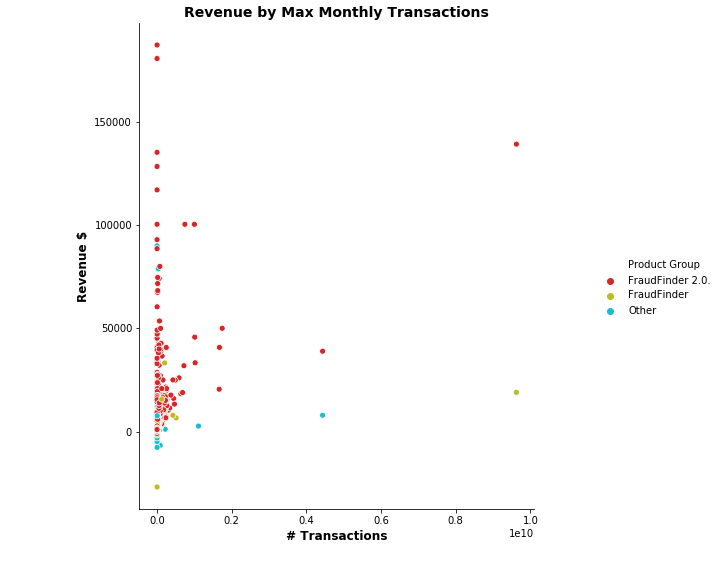 Revenue by Max Monthly Transactions
150000
100000
50000
0
Revenue $
0.0 0.2 0.4 0.6 0.8 1.0
1e10
# Transactions
Product Group
FraudFinder 2.0.
FraudFinder
Other